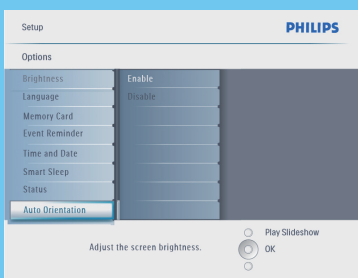 Setup
PHILIPS
Options
Brightness
Enable
Language
Disable
Memory Card
Event Reminder
Time and Date
Smart Sleep
Status
Auto Orientation
Play Slideshow
Adjust the screen brightness.
OK